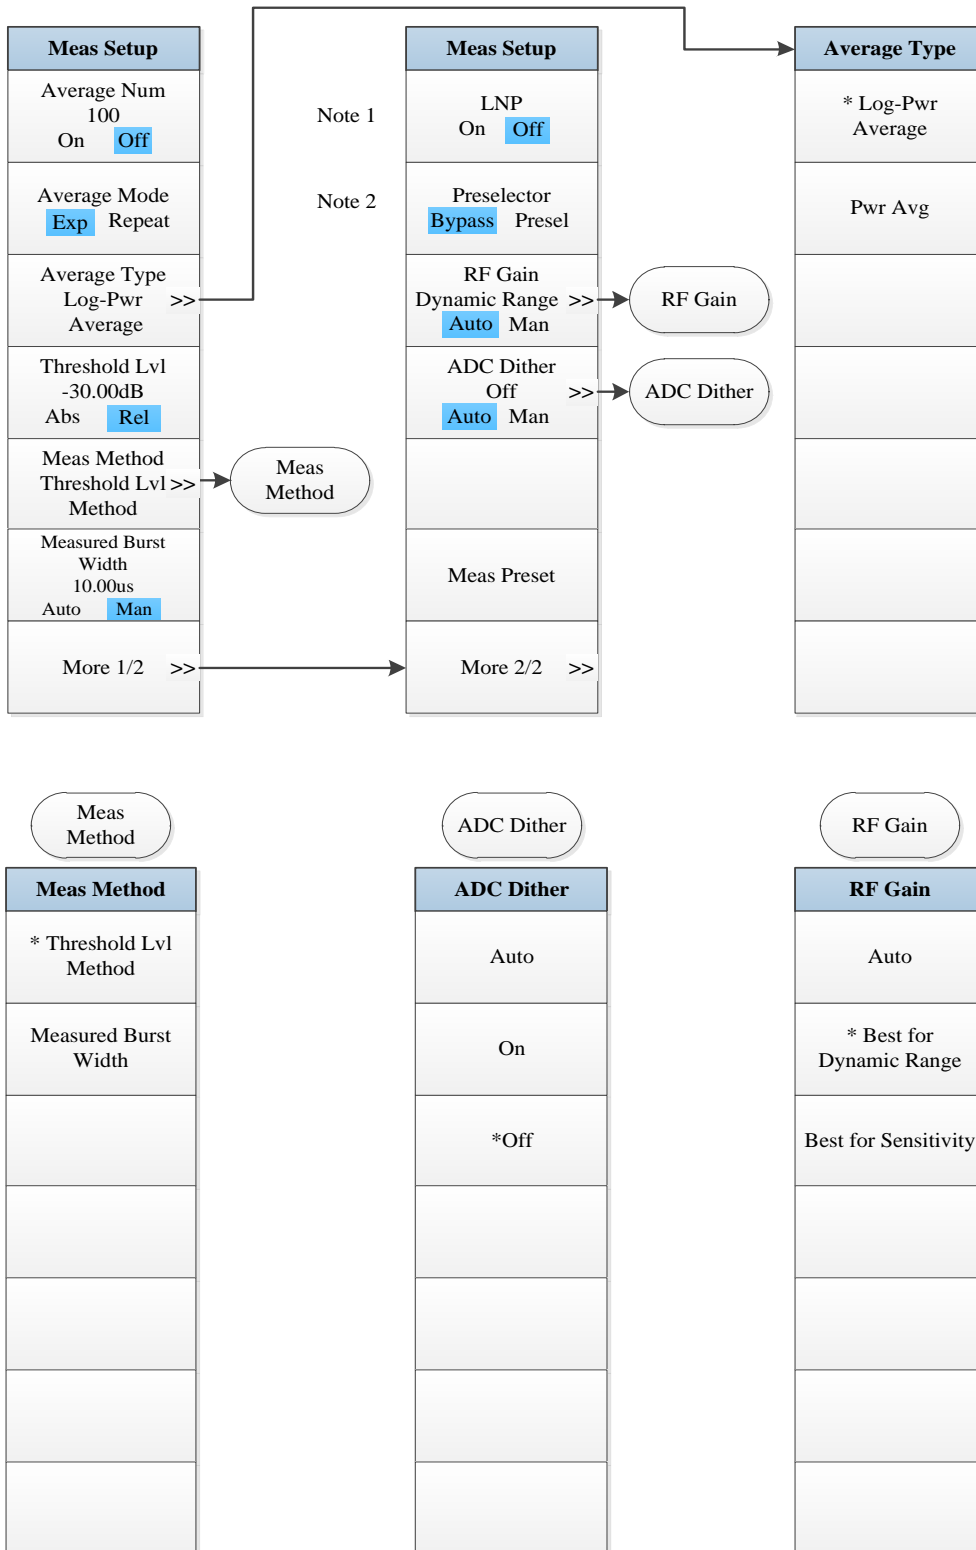 Meas Setup
Average Num
100
On Off
Average Mode
Exp Repeat
Average Type
Log-Pwr >>
Average
Threshold Lvl
-30.00dB
Abs Rel
Meas Method
Threshold Lvl >>
Method
Measured Burst
Width
10.00us
Auto Man
More 1/2 >>
Meas
Method
Note 1
Note 2
Meas Setup
LNP
On Off
Preselector
Bypass Presel
RF Gain
Dynamic Range >>
Auto Man
ADC Dither
Off >>
Auto Man
Meas Preset
More 2/2 >>
RF Gain
ADC Dither
Average Type
* Log-Pwr
Average
Pwr Avg
Meas
Method
Meas Method
* Threshold Lvl
Method
Measured Burst
Width
ADC Dither
ADC Dither
Auto
On
*Off
RF Gain
RF Gain
Auto
* Best for
Dynamic Range
Best for Sensitivity